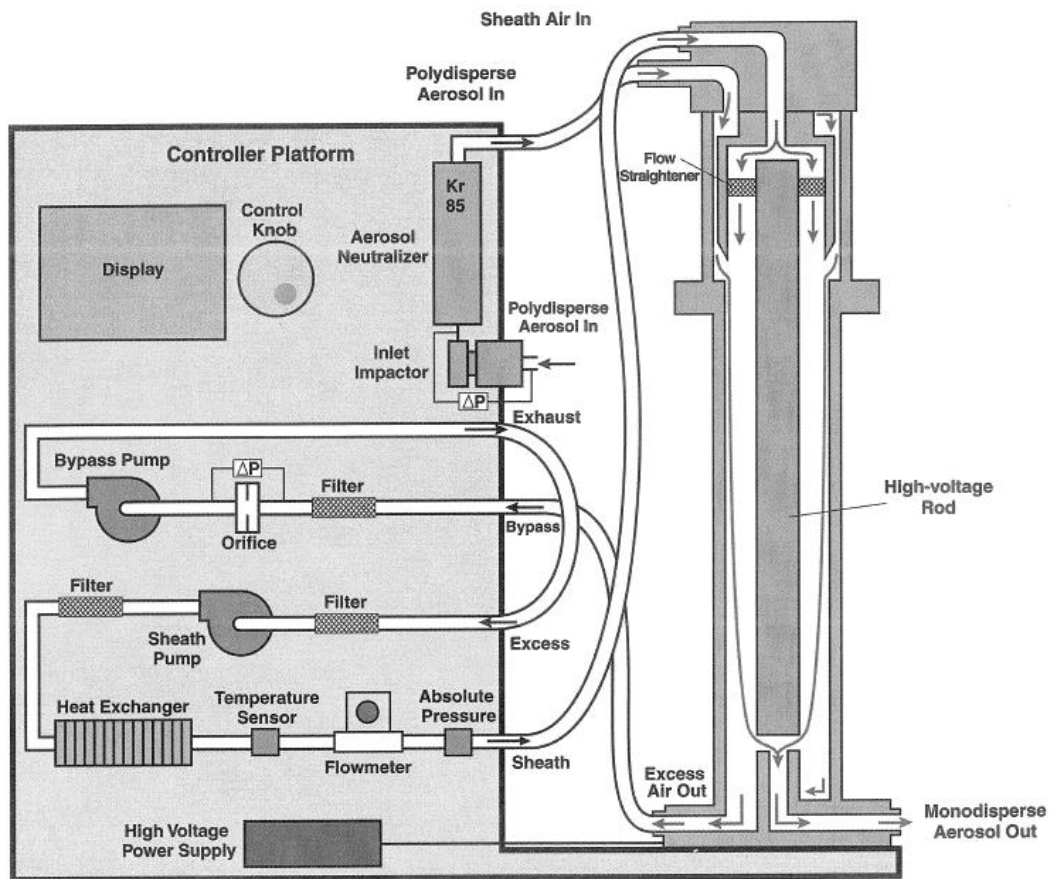 Sheath Air In
Polydisperse
Aerosol In
Controller Platform
Flow
Straightener
Kr
85
Control
Knob
Aerosol
Neutralizer
Display
Polydisperse
Aerosol In
Inlet
Impactor
ΔP
Exhaust
Bypass Pump
ΔP
Filter
High-voltage
Rod
Bypass
Orifice
Filter
Filter
Sheath
Pump
Excess
Heat Exchanger
Temperature
Sensor
Absolute
Pressure
Flowmeter
Sheath
Excess
Air Out
Monodisperse
Aerosol Out
High Voltage
Power Supply